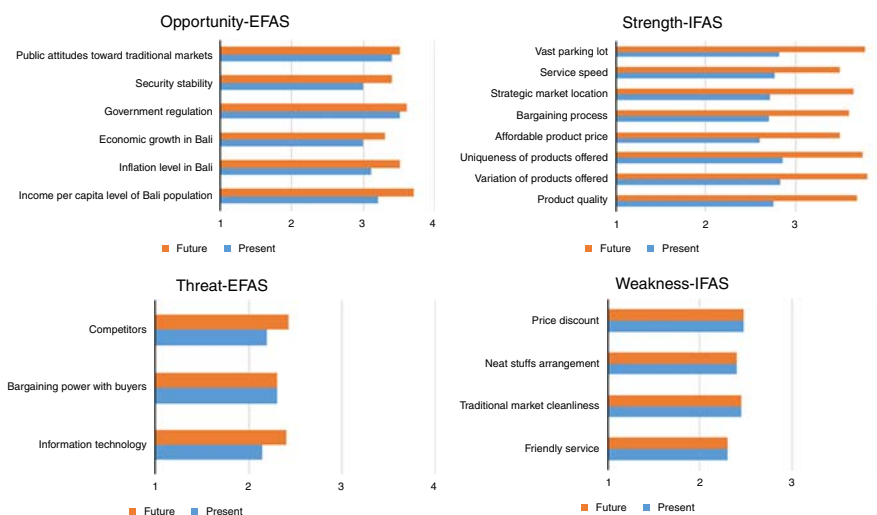 Opportunity-EFAS
Public attitudes toward traditional markets
Security stability
Government regulation
Economic growth in Bali
Inflation level in Bali
Income per capita level of Bali population
1 2 3 4
Future Present
Strength-IFAS
Vast parking lot
Service speed
Strategic market location
Bargaining process
Affordable product price
Uniqueness of products offered
Variation of products offered
Product quality
1 2 3
Future Present
Threat-EFAS
Competitors
Bargaining power with buyers
Information technology
1 2 3 4
Future Present
Weakness-IFAS
Price discount
Neat stuffs arrangement
Traditional market cleanliness
Friendly service
1 2 3
Future Present